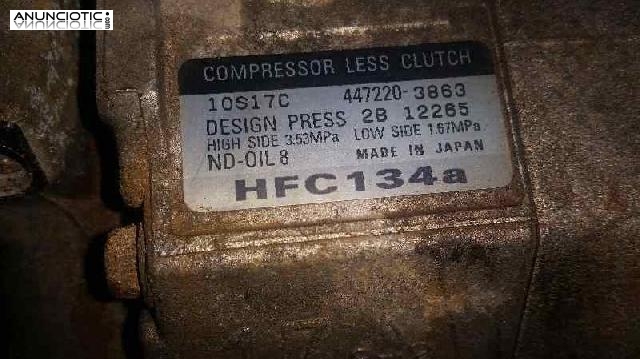 ANUNCIOTIC.com
COMPRESSOR LESS CLUTCH
10S17C 447220-3863
DESIGN PRESS 2B 12265
HIGH SIDE 3.53MPa LOW SIDE 1.67MPa
ND-OIL 8 MADE IN JAPAN
HFC134a